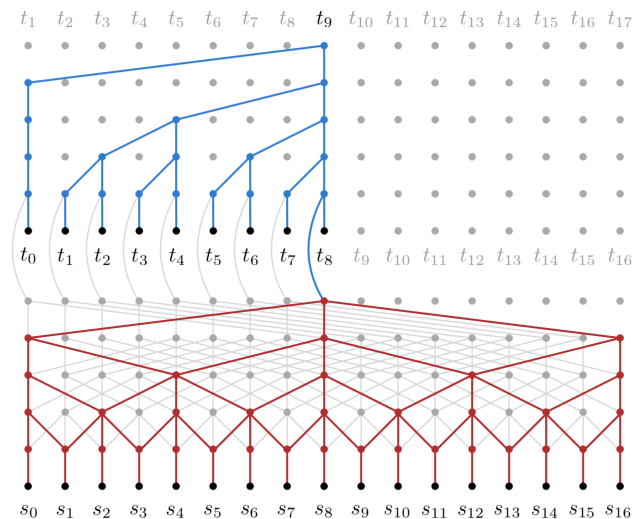 t₁ t₂ t₃ t₄ t₅ t₆ t₇ t₈ t₉ t₁₀ t₁₁ t₁₂ t₁₃ t₁₄ t₁₅ t₁₆ t₁₇
t₀ t₁ t₂ t₃ t₄ t₅ t₆ t₇ t₈ t₉ t₁₀ t₁₁ t₁₂ t₁₃ t₁₄ t₁₅ t₁₆
s₀ s₁ s₂ s₃ s₄ s₅ s₆ s₇ s₈ s₉ s₁₀ s₁₁ s₁₂ s₁₃ s₁₄ s₁₅ s₁₆